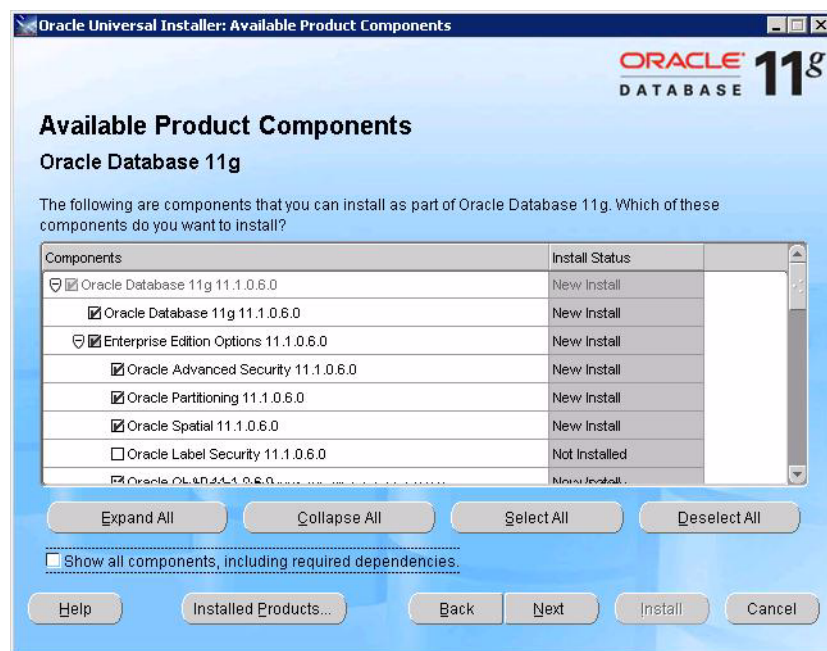 Oracle Universal Installer: Available Product Components
ORACLE
DATABASE 11g
Available Product Components
Oracle Database 11g
The following are components that you can install as part of Oracle Database 11g. Which of these
components do you want to install?
Components Install Status
Oracle Database 11g 11.1.0.6.0 New Install
Oracle Database 11g 11.1.0.6.0 New Install
Enterprise Edition Options 11.1.0.6.0 New Install
Oracle Advanced Security 11.1.0.6.0 New Install
Oracle Partitioning 11.1.0.6.0 New Install
Oracle Spatial 11.1.0.6.0 New Install
Oracle Label Security 11.1.0.6.0 Not Installed
Oracle
Expand All Collapse All Select All Deselect All
Show all components, including required dependencies.
Help Installed Products... Back Next Install Cancel